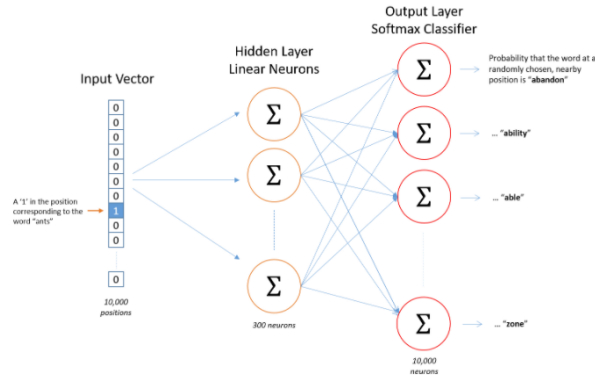 Output Layer
Softmax Classifier
Hidden Layer
Linear Neurons
Input Vector
Probability that the word at a
randomly chosen, nearby
position is "abandon"
0
0
0
0
0
0
0
1
0
0
0
A '1' in the position
corresponding to the
word "ants"
10,000
positions
Σ
Σ
Σ
300 neurons
Σ
Σ
Σ
Σ
10,000
neurons
... "ability"
... "able"
... "zone"